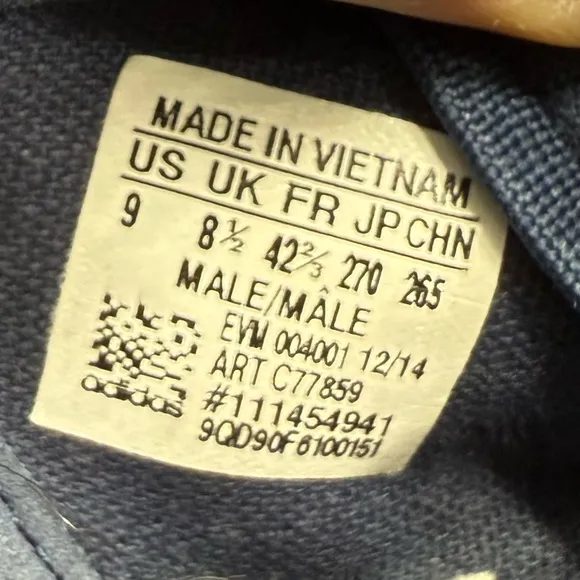 MADE IN VIETNAM
US UK FR JP CHN
9 8½ 42⅔ 270 265
MALE/MÂLE
EVM 004001 12/14
ART C77859
adidas
#111454941
9QD90F6100151